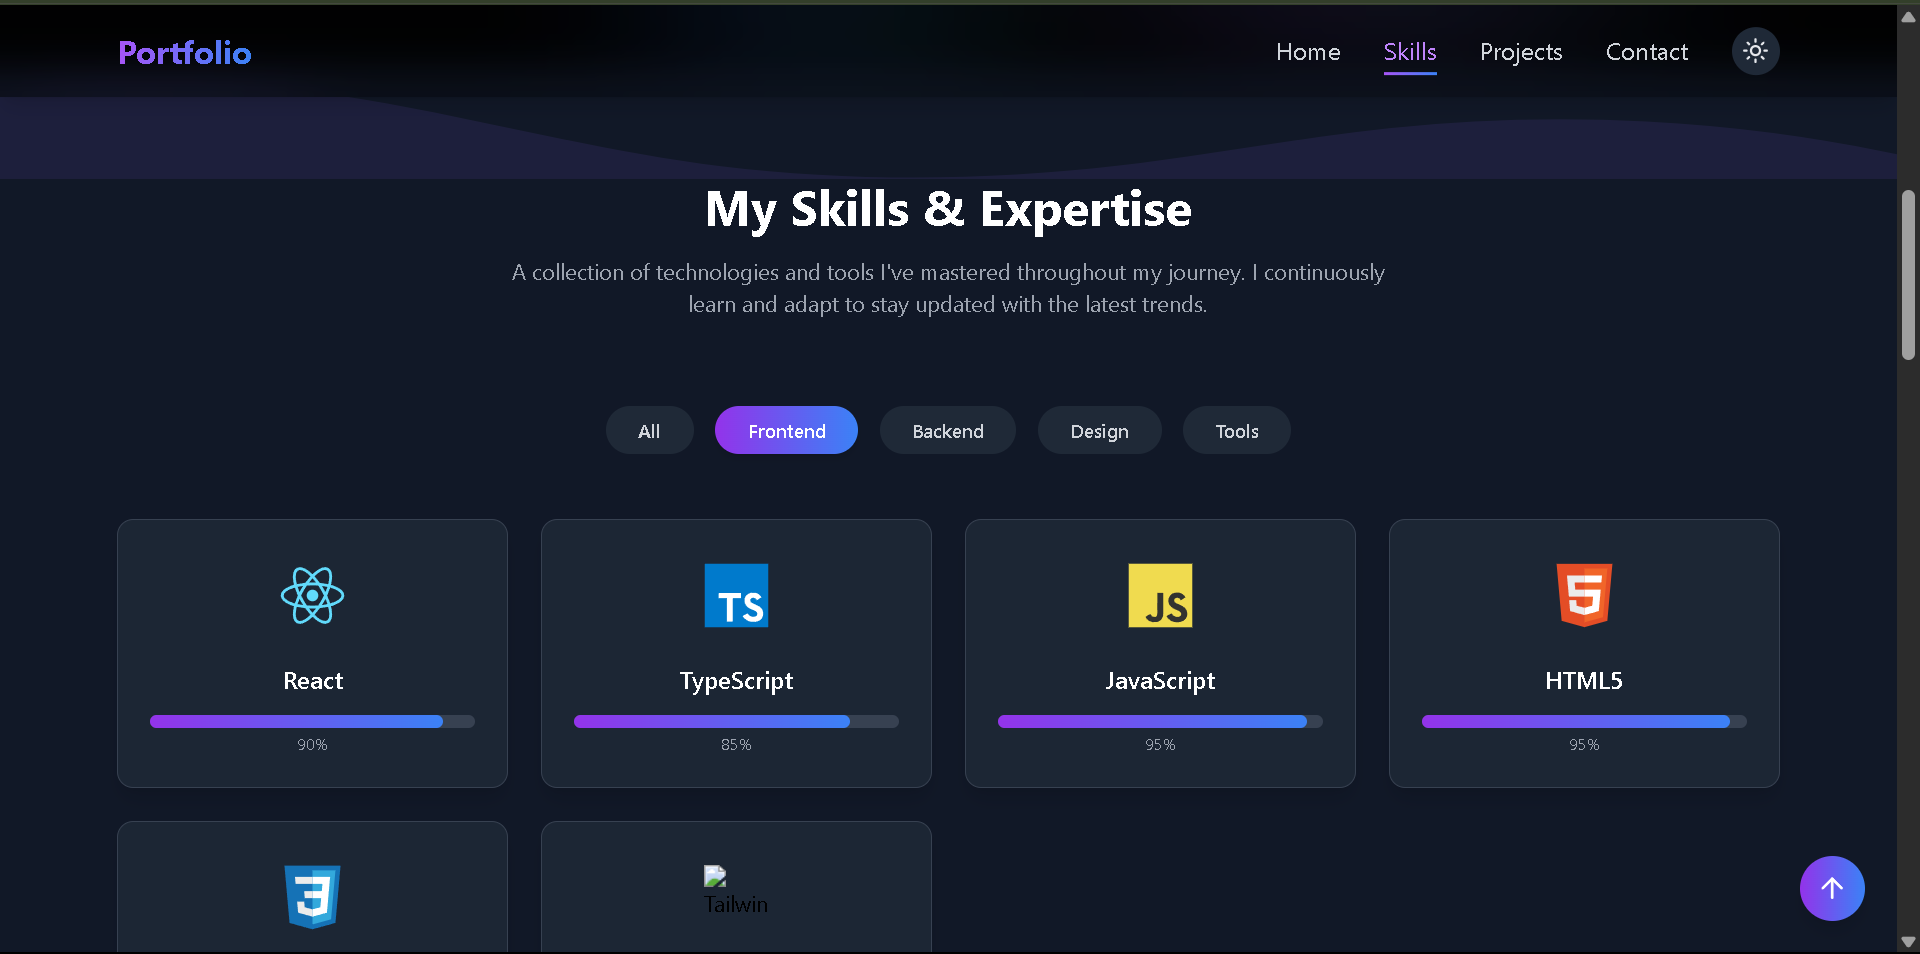 Portfolio
Home
Skills
Projects
Contact
My Skills & Expertise
A collection of technologies and tools I've mastered throughout my journey. I continuously
learn and adapt to stay updated with the latest trends.
All
Frontend
Backend
Design
Tools
TS
JS
5
React
TypeScript
JavaScript
HTML5
90%
85%
95%
95%
3
Tailwin